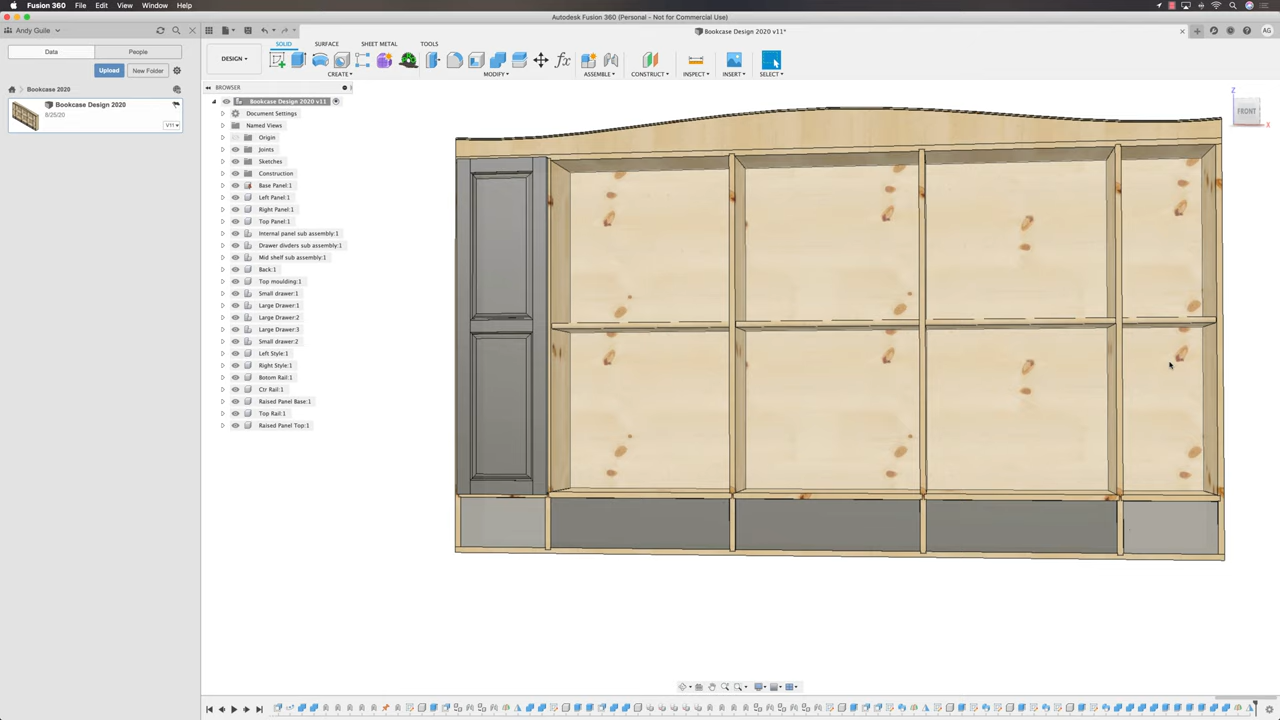 Fusion 360 File Edit View Window Help
Autodesk Fusion 360 (Personal - Not for Commercial Use)
Andy Guile
Bookcase Design v11*
AG
Data People
Upload New Folder
Bookcase 2020
Bookcase Design 2020
8/25/20
V11
DESIGN
SOLID SURFACE SHEET METAL TOOLS
CREATE MODIFY ASSEMBLE CONSTRUCT INSPECT INSERT SELECT
BROWSER
Bookcase Design 2020 v11
Document Settings
Named Views
Origin
Joints
Sketches
Construction
Base Panel:1
Left Panel:1
Right Panel:1
Top Panel:1
Internal panel sub assembly:1
Drawer divders sub assembly:1
Mid shelf sub assembly:1
Back:1
Top moulding:1
Small drawer:1
Large Drawer:1
Large Drawer:2
Large Drawer:3
Small drawer:2
Left Style:1
Right Style:1
Botom Rail:1
Ctr Rail:1
Raised Panel Base:1
Top Rail:1
Raised Panel Top:1
Z
FRONT
X